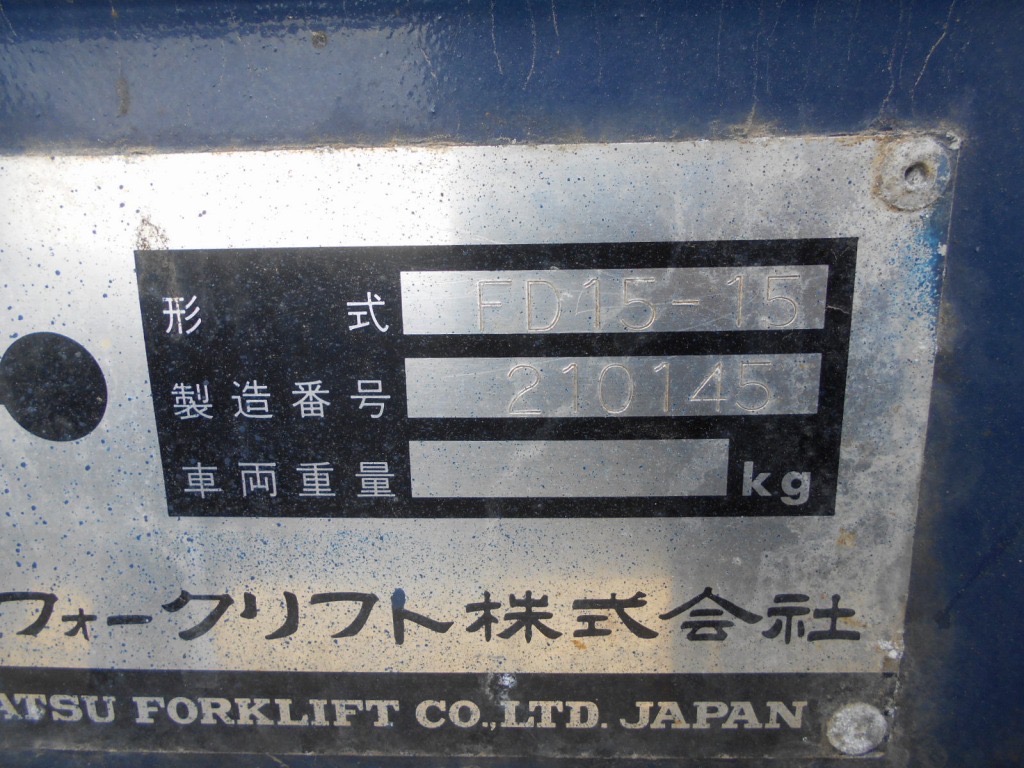 形式 FD15-15
製造番号 210145
車両重量 kg
フォークリフト株式会社
ATSU FORKLIFT CO.,LTD. JAPAN